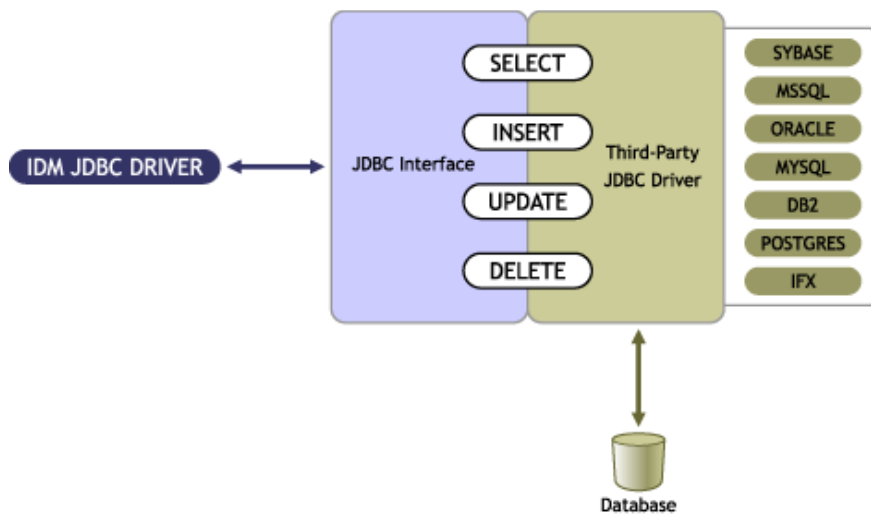 IDM JDBC DRIVER
JDBC Interface
SELECT
INSERT
UPDATE
DELETE
Third-Party
JDBC Driver
SYBASE
MSSQL
ORACLE
MYSQL
DB2
POSTGRES
IFX
Database